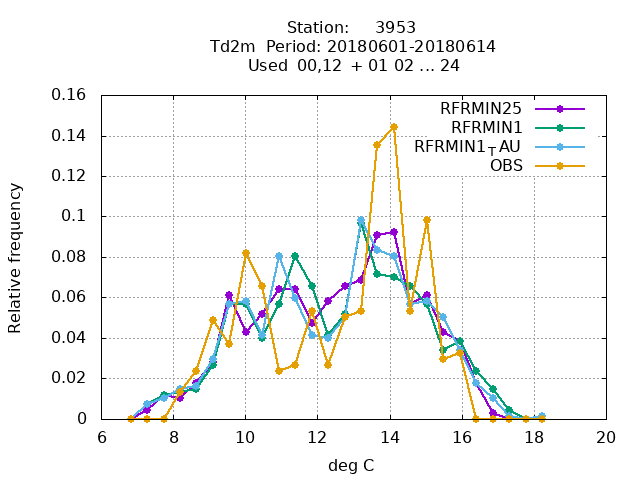 Station:     3953
Td2m  Period: 20180601-20180614
Used  00,12  + 01 02 ... 24
0.16
0.14
0.12
0.1
0.08
0.06
0.04
0.02
0
RFRMIN25
RFRMIN1
RFRMIN1TAU
OBS
Relative frequency
6 8 10 12 14 16 18 20
deg C